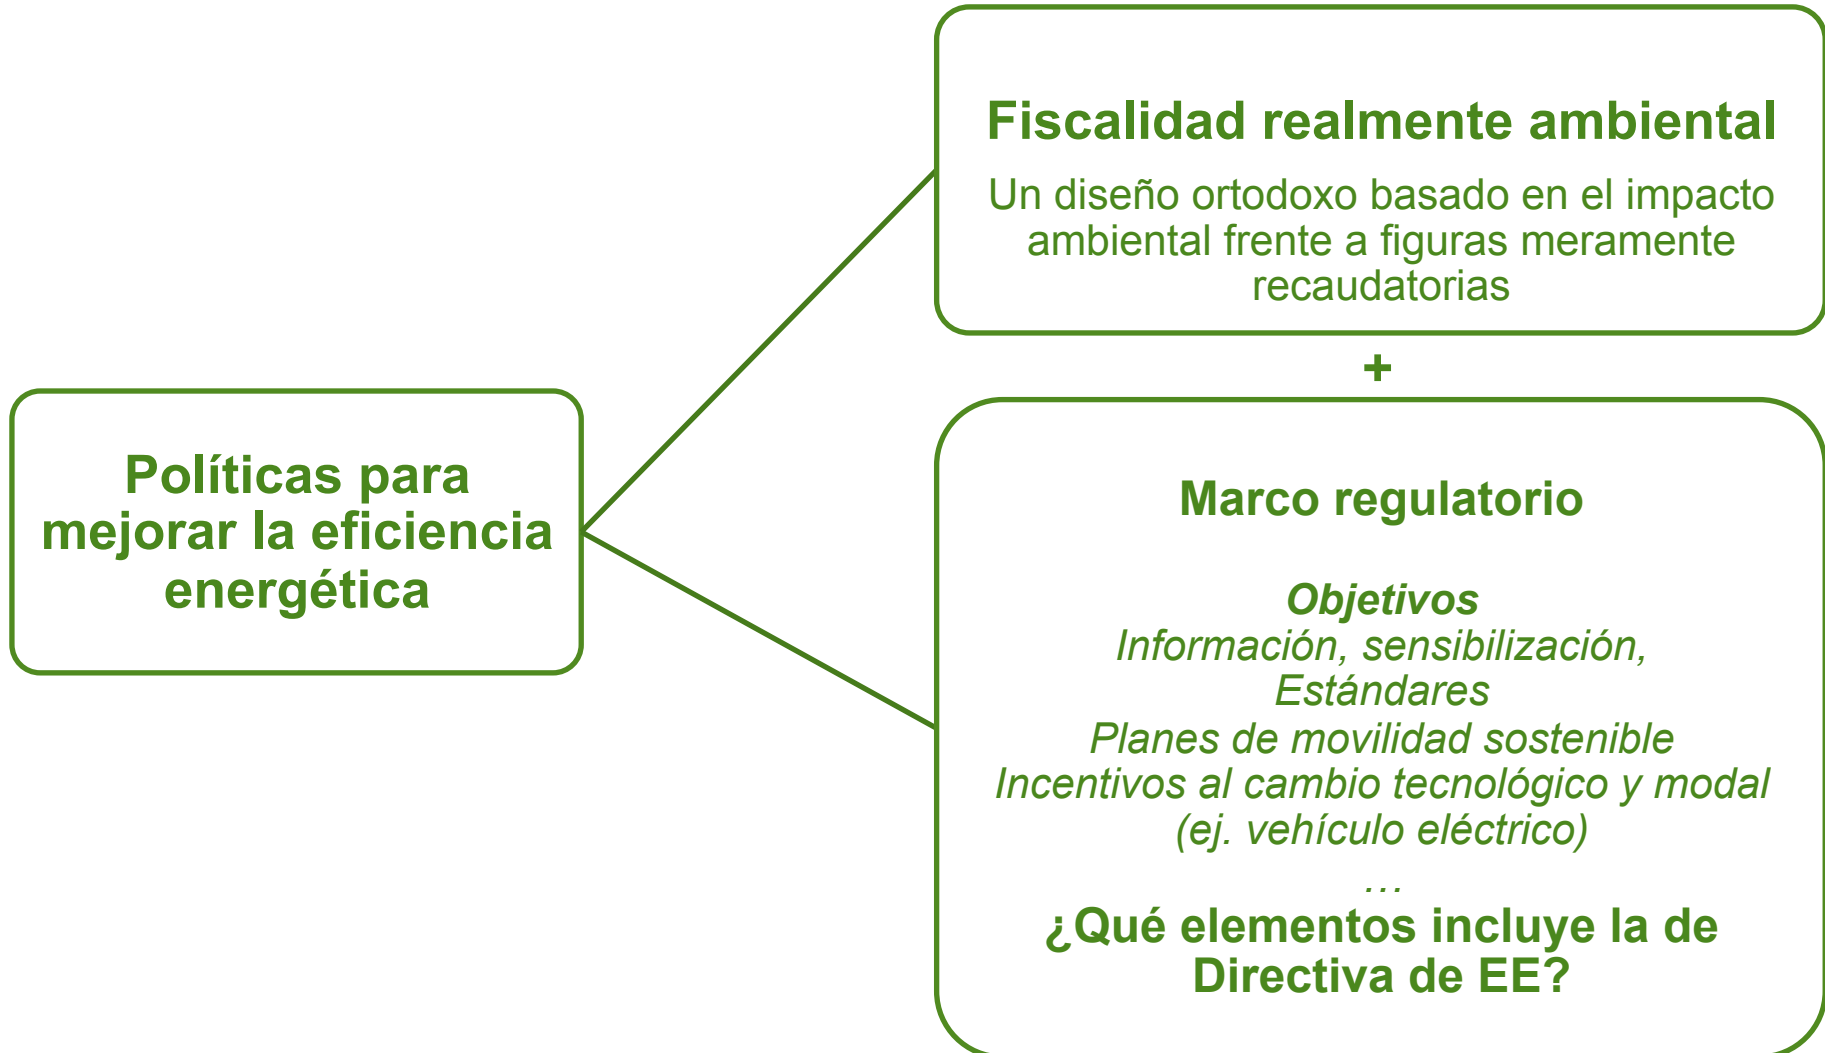 Políticas para
mejorar la eficiencia
energética
Fiscalidad realmente ambiental
Un diseño ortodoxo basado en el impacto
ambiental frente a figuras meramente
recaudatorias
+
Marco regulatorio
Objetivos
Información, sensibilización,
Estándares
Planes de movilidad sostenible
Incentivos al cambio tecnológico y modal
(ej. vehículo eléctrico)
…
¿Qué elementos incluye la de
Directiva de EE?